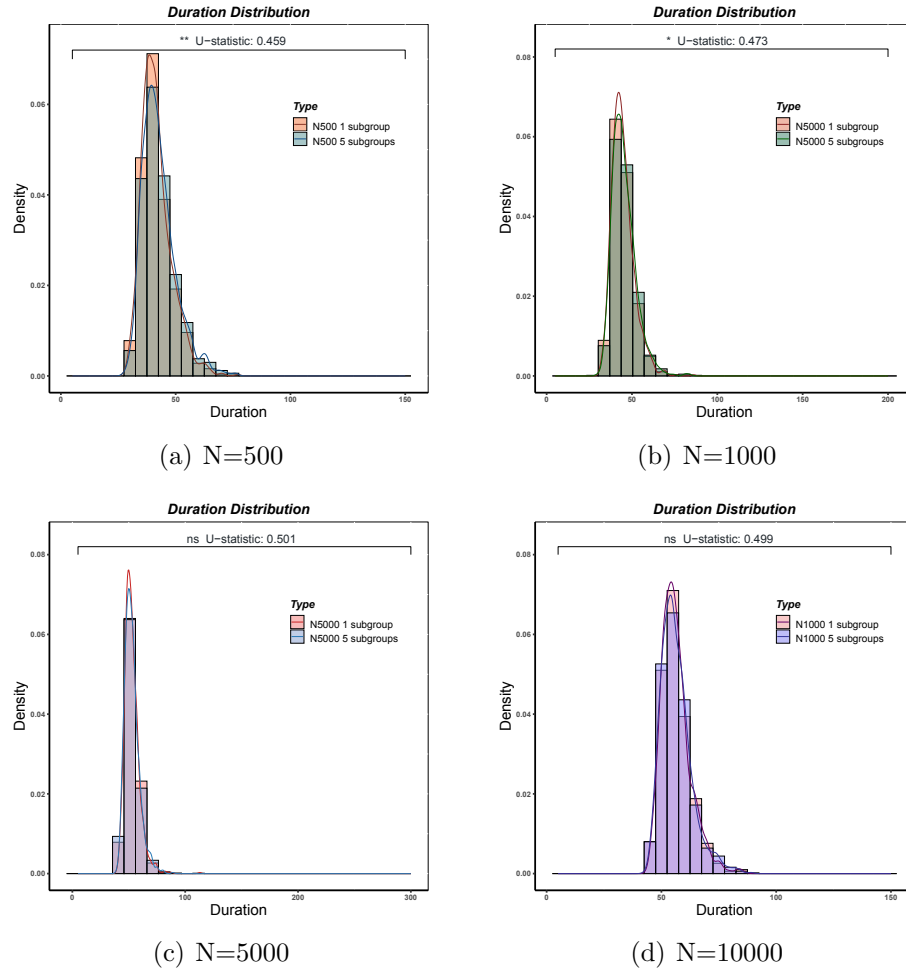 Duration Distribution
** U−statistic: 0.459
0.06
0.04
0.02
0.00
Density
Type
N500 1 subgroup
N500 5 subgroups
0
50
100
150
Duration
(a) N=500
Duration Distribution
* U−statistic: 0.473
0.08
0.06
0.04
0.02
0.00
Density
Type
N5000 1 subgroup
N5000 5 subgroups
0
50
100
150
200
Duration
(b) N=1000
Duration Distribution
ns U−statistic: 0.501
0.08
0.06
0.04
0.02
0.00
Density
Type
N5000 1 subgroup
N5000 5 subgroups
0
100
200
300
Duration
(c) N=5000
Duration Distribution
ns U−statistic: 0.499
0.08
0.06
0.04
0.02
0.00
Density
Type
N1000 1 subgroup
N1000 5 subgroups
0
50
100
150
Duration
(d) N=10000